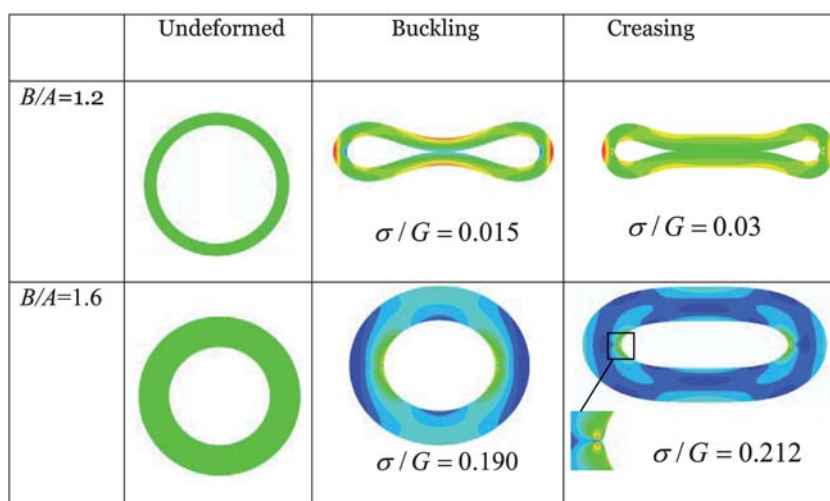 Undeformed Buckling Creasing
B/A=1.2
σ / G = 0.015 σ / G = 0.03
B/A=1.6
σ / G = 0.190 σ / G = 0.212